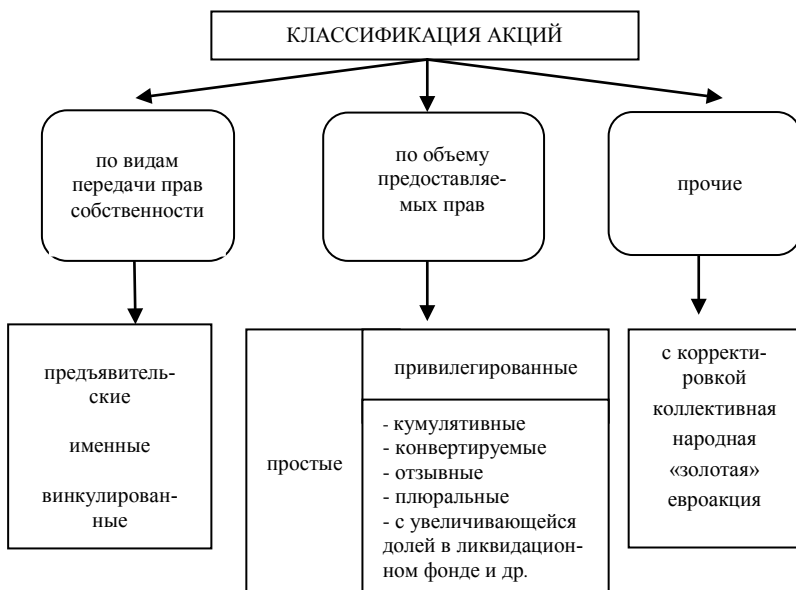 КЛАССИФИКАЦИЯ АКЦИЙ
по видам
передачи прав
собственности
по объему
предоставляе-
мых прав
прочие
предъявитель-
ские
именные
винкулирован-
ные
простые
привилегированные
- кумулятивные
- конвертируемые
- отзывные
- плюральные
- с увеличивающейся
долей в ликвидацион-
ном фонде и др.
с корректи-
ровкой
коллективная
народная
«золотая»
евроакция